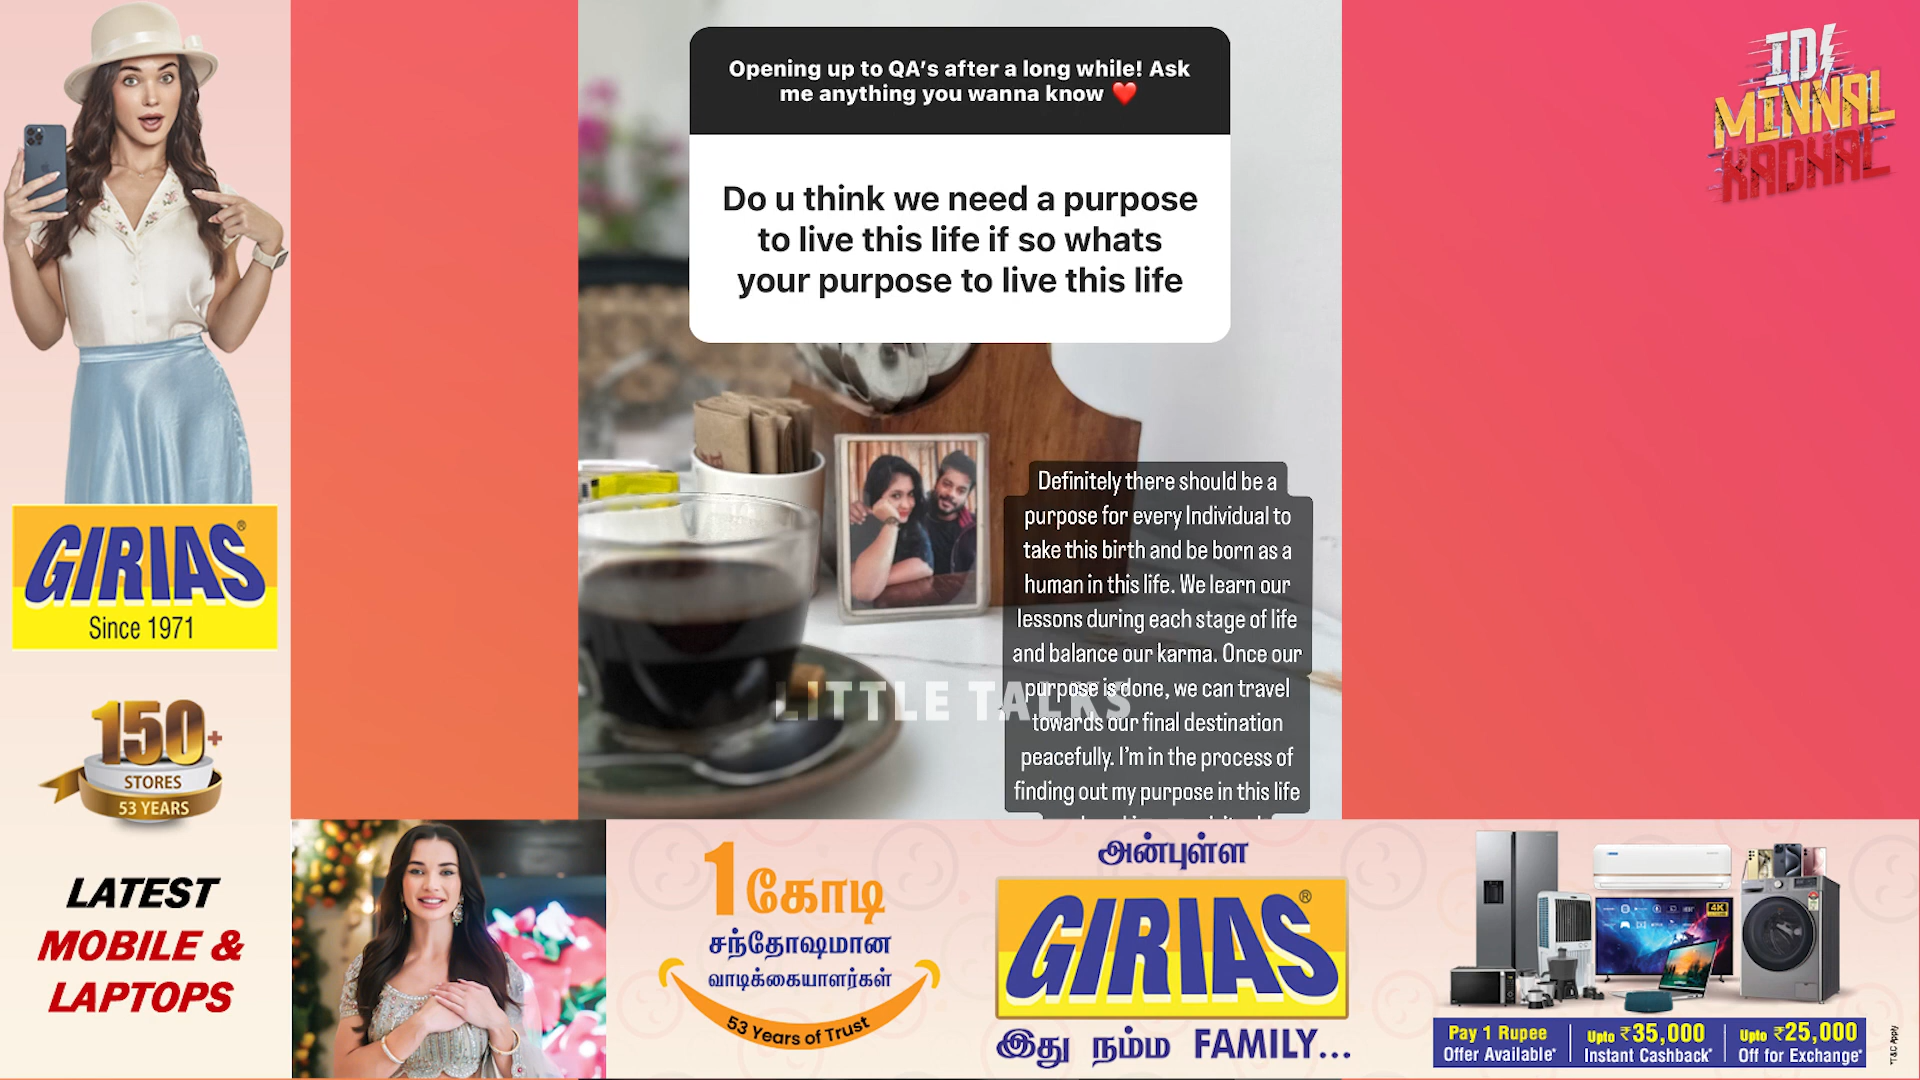 Opening up to QA's after a long while! Ask
me anything you wanna know ❤️
Do u think we need a purpose
to live this life if so whats
your purpose to live this life
Definitely there should be a
purpose for every Individual to
take this birth and be born as a
human in this life. We learn our
lessons during each stage of life
and balance our karma. Once our
purpose is done, we can travel
towards our final destination
peacefully. I'm in the process of
finding out my purpose in this life
LITTLE TALKS
IDI
MINNAL
KADHAL
GIRIAS®
Since 1971
150+
STORES
53 YEARS
LATEST
MOBILE &
LAPTOPS
1 கோடி
சந்தோஷமான
வாடிக்கையாளர்கள்
53 Years of Trust
அன்புள்ள
GIRIAS®
இது நம்ம FAMILY...
4K
Pay 1 Rupee
Offer Available*
Upto ₹35,000
Instant Cashback*
Upto ₹25,000
Off for Exchange*
*T&C Apply